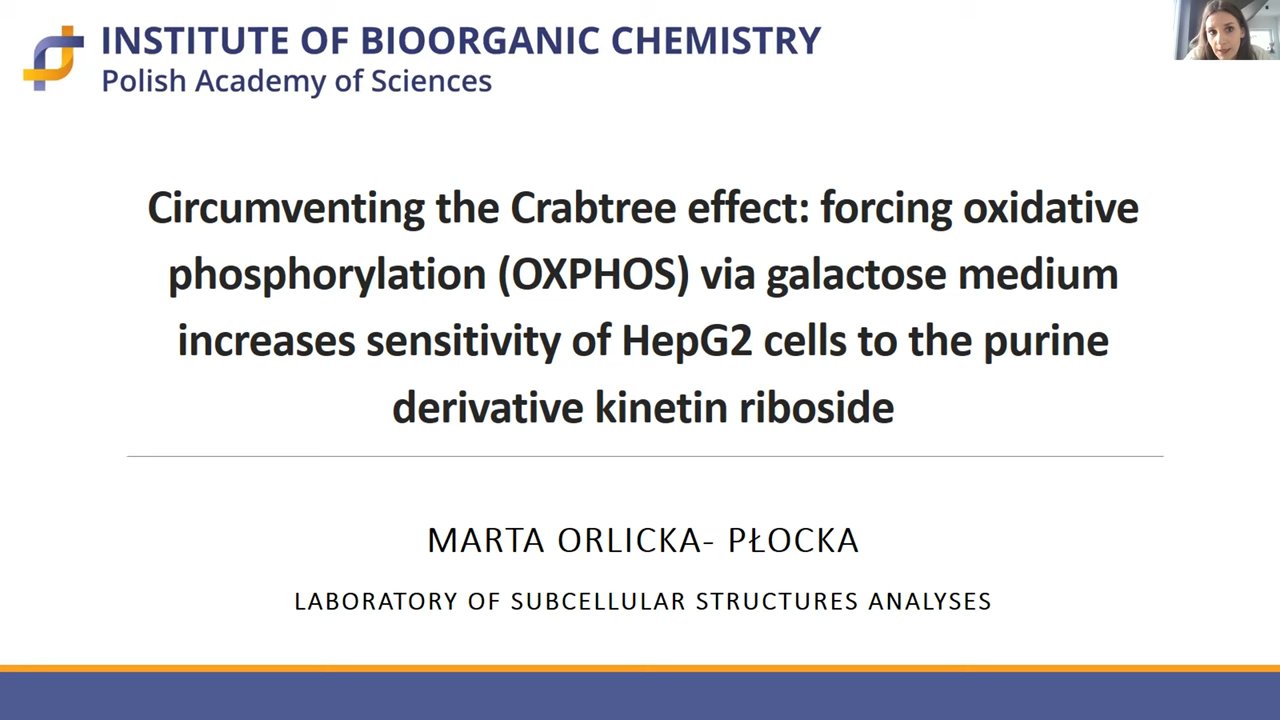 INSTITUTE OF BIOORGANIC CHEMISTRY
Polish Academy of Sciences
Circumventing the Crabtree effect: forcing oxidative
phosphorylation (OXPHOS) via galactose medium
increases sensitivity of HepG2 cells to the purine
derivative kinetin riboside
MARTA ORLICKA- PŁOCKA
LABORATORY OF SUBCELLULAR STRUCTURES ANALYSES